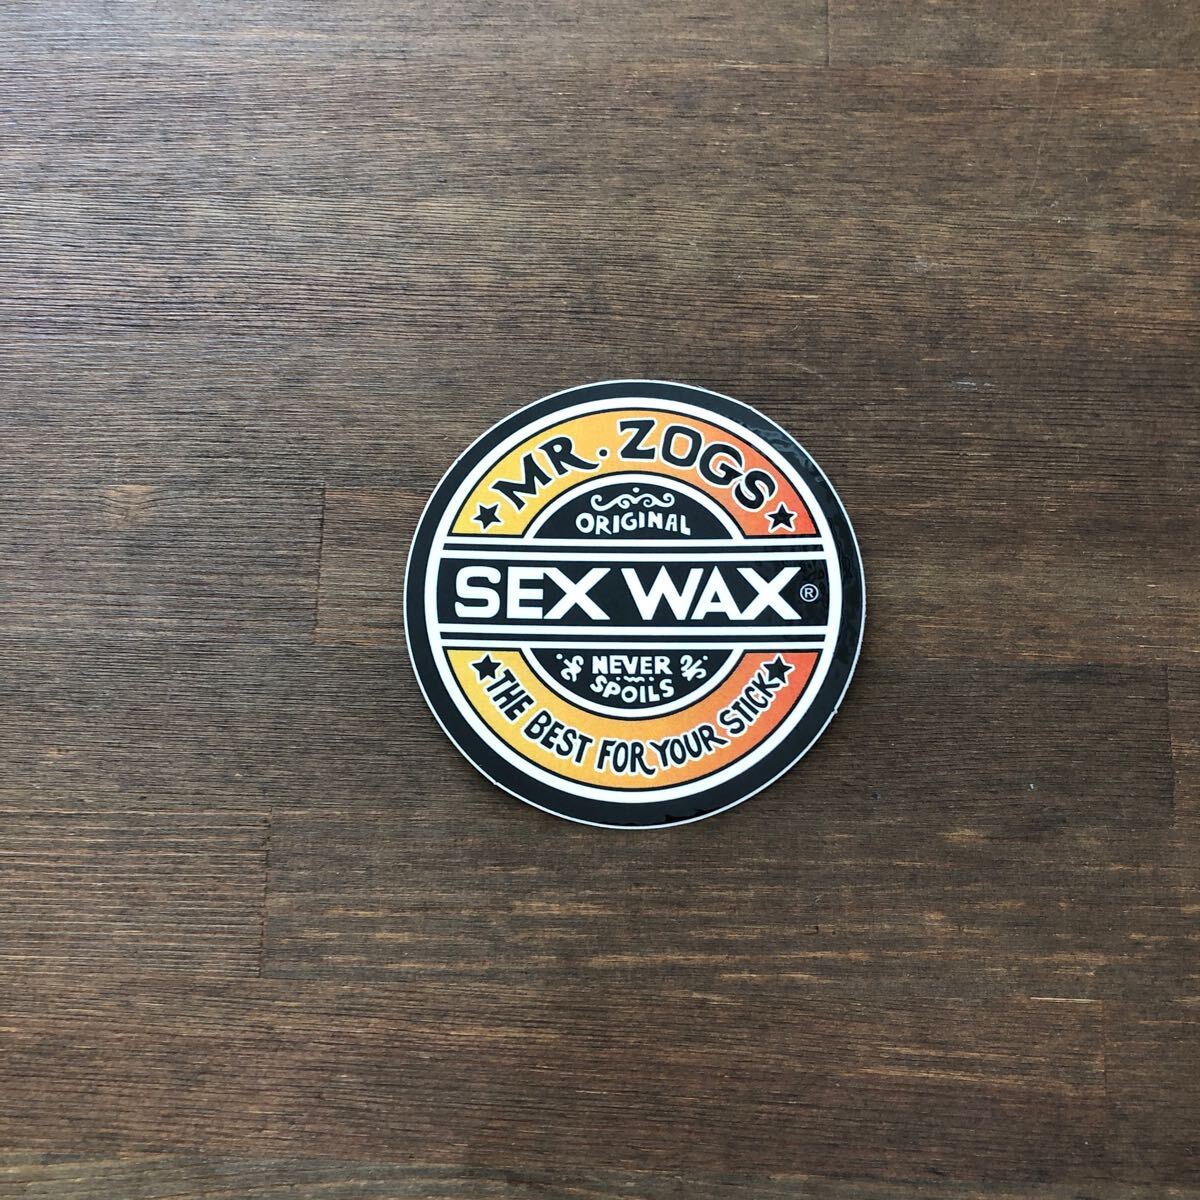 MR. ZOGS
ORIGINAL
SEX WAX®
NEVER
SPOILS
THE BEST FOR YOUR STICK